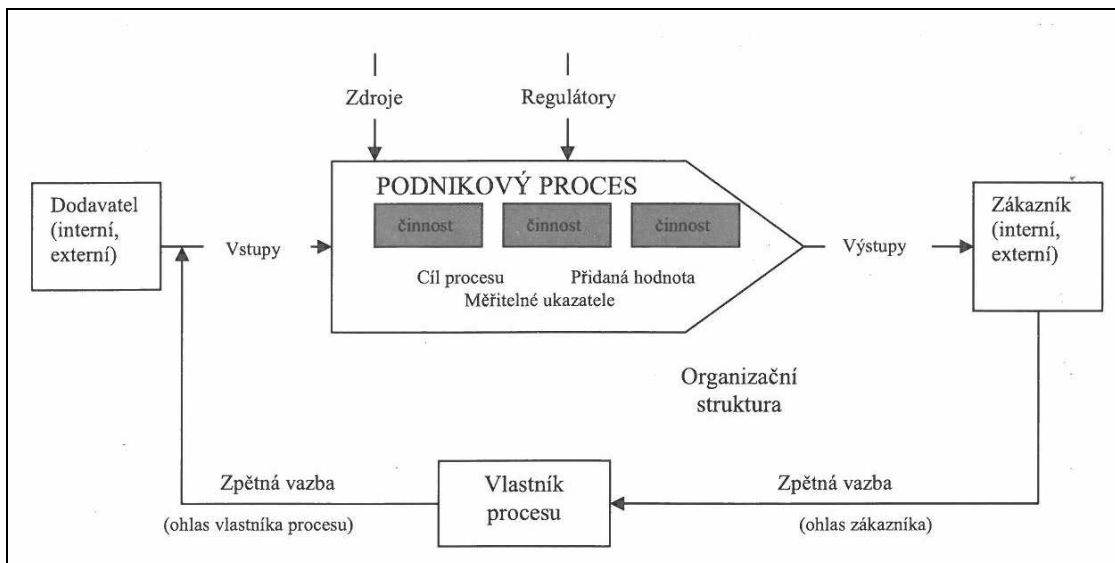 Zdroje
Regulátory
PODNIKOVÝ PROCES
činnost
činnost
činnost
Cíl procesu
Přidaná hodnota
Měřitelné ukazatele
Dodavatel
(interní,
externí)
Vstupy
Výstupy
Zákazník
(interní,
externí)
Organizační
struktura
Zpětná vazba
(ohlas vlastníka procesu)
Vlastník
procesu
Zpětná vazba
(ohlas zákazníka)